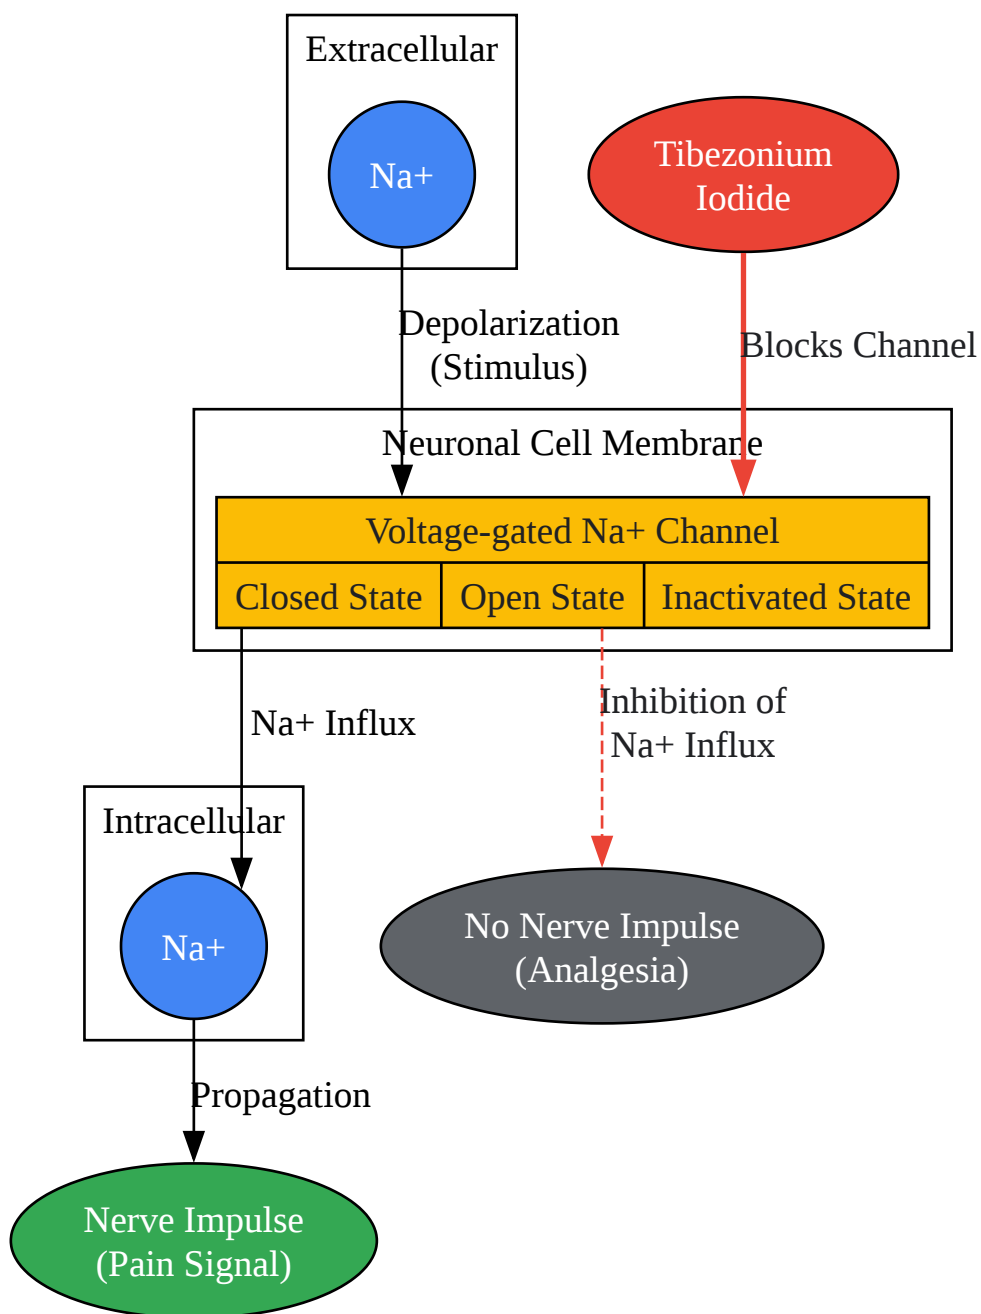 Extracellular
Na+
Tibezonium
Iodide
Depolarization
(Stimulus)
Blocks Channel
Neuronal Cell Membrane
Voltage-gated Na+ Channel
Closed State
Open State
Inactivated State
Na+ Influx
Inhibition of
Na+ Influx
Intracellular
Na+
No Nerve Impulse
(Analgesia)
Propagation
Nerve Impulse
(Pain Signal)